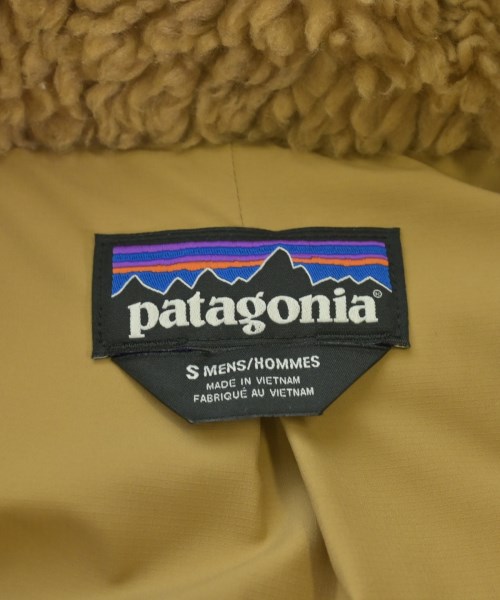 patagonia®
S MENS/HOMMES
MADE IN VIETNAM
FABRIQUÉ AU VIETNAM